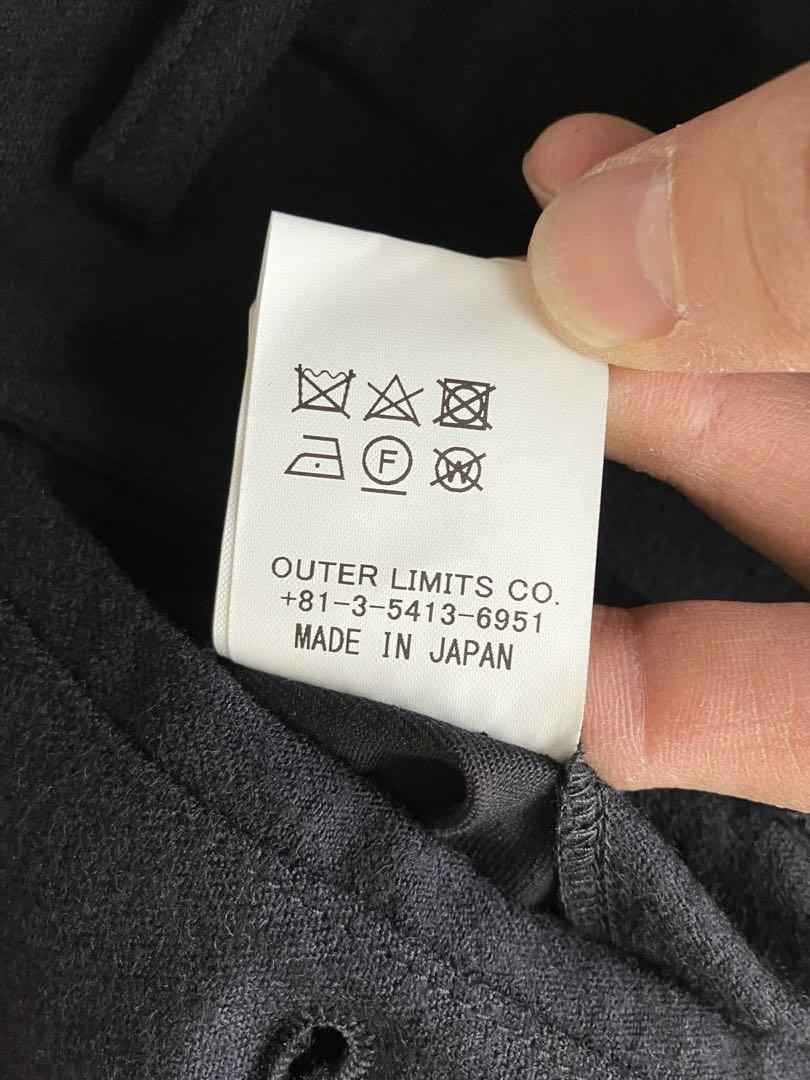 F W
OUTER LIMITS CO.
+81-3-5413-6951
MADE IN JAPAN